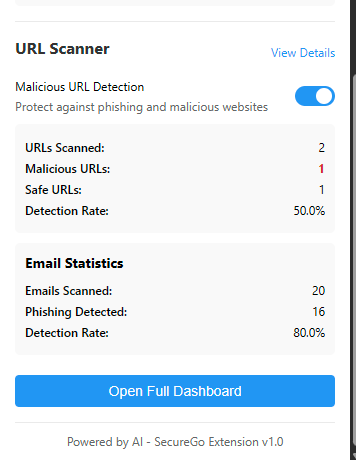 URL Scanner
View Details
Malicious URL Detection
Protect against phishing and malicious websites
URLs Scanned: 2
Malicious URLs: 1
Safe URLs: 1
Detection Rate: 50.0%
Email Statistics
Emails Scanned: 20
Phishing Detected: 16
Detection Rate: 80.0%
Open Full Dashboard
Powered by AI - SecureGo Extension v1.0